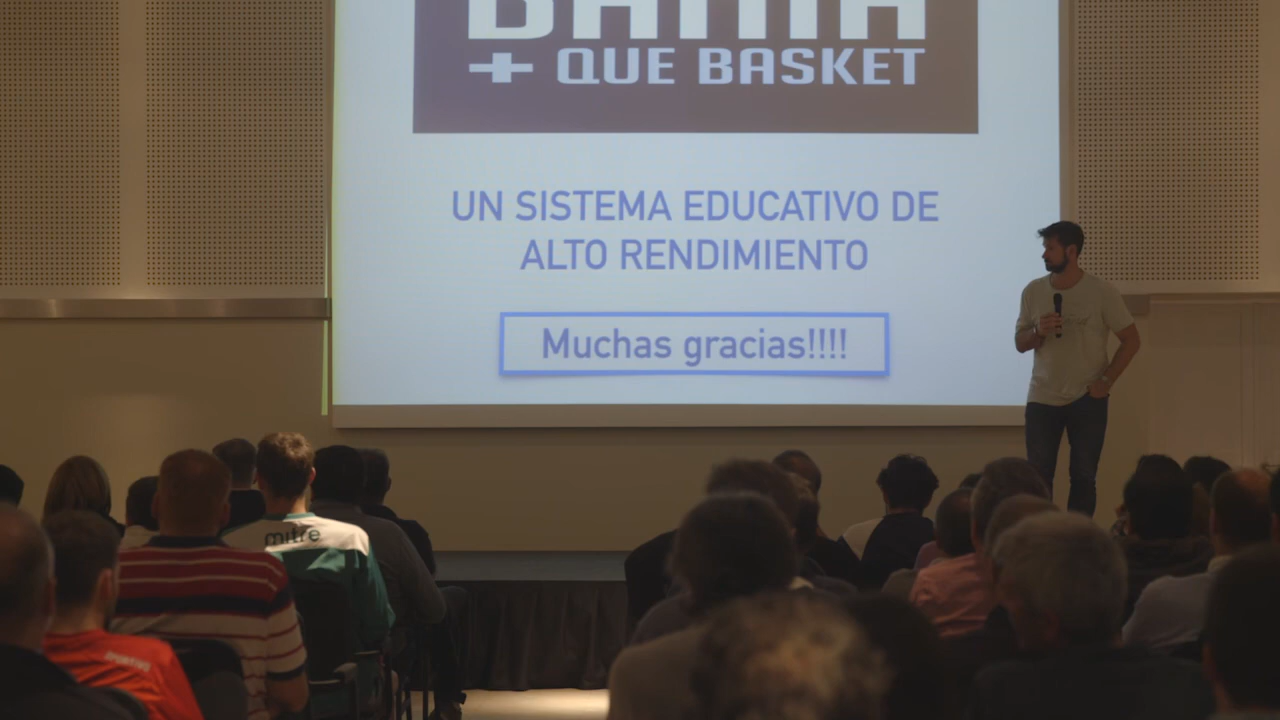 + QUE BASKET
UN SISTEMA EDUCATIVO DE
ALTO RENDIMIENTO
Muchas gracias!!!!
mitre